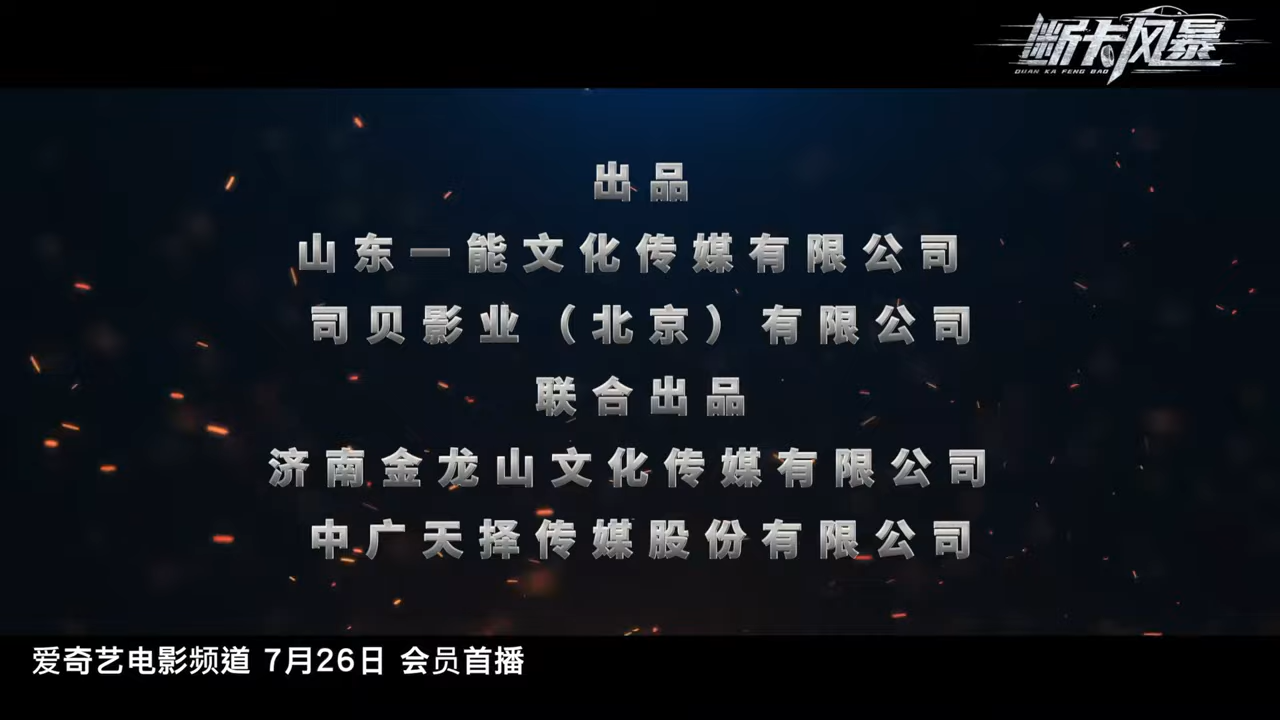 断卡风暴
DUAN KA FENG BAO
出品
山东一能文化传媒有限公司
司贝影业（北京）有限公司
联合出品
济南金龙山文化传媒有限公司
中广天择传媒股份有限公司
爱奇艺电影频道 7月26日 会员首播